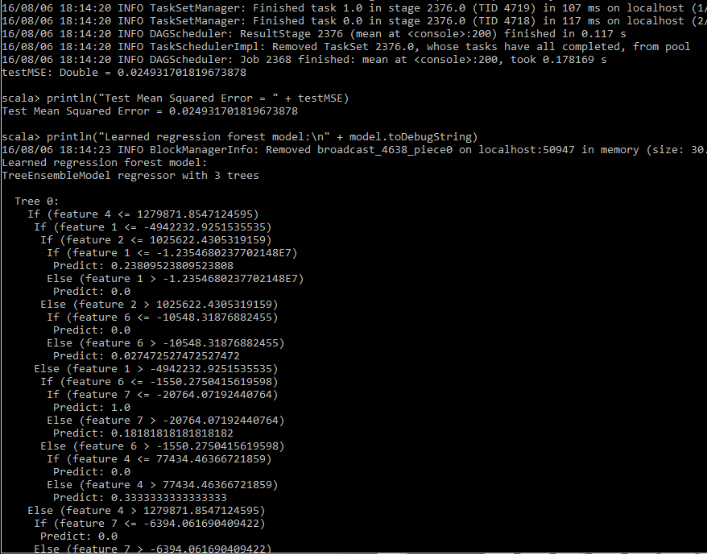 16/08/06 18:14:20 INFO TaskSetManager: Finished task 1.0 in stage 2376.0 (TID 4719) in 107 ms on localhost (1/
16/08/06 18:14:20 INFO TaskSetManager: Finished task 0.0 in stage 2376.0 (TID 4718) in 117 ms on localhost (2/
16/08/06 18:14:20 INFO DAGScheduler: ResultStage 2376 (mean at <console>:200) finished in 0.117 s
16/08/06 18:14:20 INFO TaskSchedulerImpl: Removed TaskSet 2376.0, whose tasks have all completed, from pool
16/08/06 18:14:20 INFO DAGScheduler: Job 2368 finished: mean at <console>:200, took 0.178169 s
testMSE: Double = 0.024931701819673878
scala> println("Test Mean Squared Error = " + testMSE)
Test Mean Squared Error = 0.024931701819673878
scala> println("Learned regression forest model:\n" + model.toDebugString)
16/08/06 18:14:23 INFO BlockManagerInfo: Removed broadcast_4638_piece0 on localhost:50947 in memory (size: 30.
Learned regression forest model:
TreeEnsembleModel regressor with 3 trees
Tree 0:
If (feature 4 <= 1279871.8547124595)
If (feature 1 <= -4942232.9251535535)
If (feature 2 <= 1025622.4305319159)
If (feature 1 <= -1.2354680237702148E7)
Predict: 0.23809523809523808
Else (feature 1 > -1.2354680237702148E7)
Predict: 0.0
Else (feature 2 > 1025622.4305319159)
If (feature 6 <= -10548.31876882455)
Predict: 0.0
Else (feature 6 > -10548.31876882455)
Predict: 0.027472527472527472
Else (feature 1 > -4942232.9251535535)
If (feature 6 <= -1550.2750415619598)
If (feature 7 <= -20764.07192440764)
Predict: 1.0
Else (feature 7 > -20764.07192440764)
Predict: 0.18181818181818182
Else (feature 6 > -1550.2750415619598)
If (feature 4 <= 77434.46366721859)
Predict: 0.0
Else (feature 4 > 77434.46366721859)
Predict: 0.3333333333333333
Else (feature 4 > 1279871.8547124595)
If (feature 7 <= -6394.061690409422)
Predict: 0.0
Else (feature 7 > -6394.061690409422)